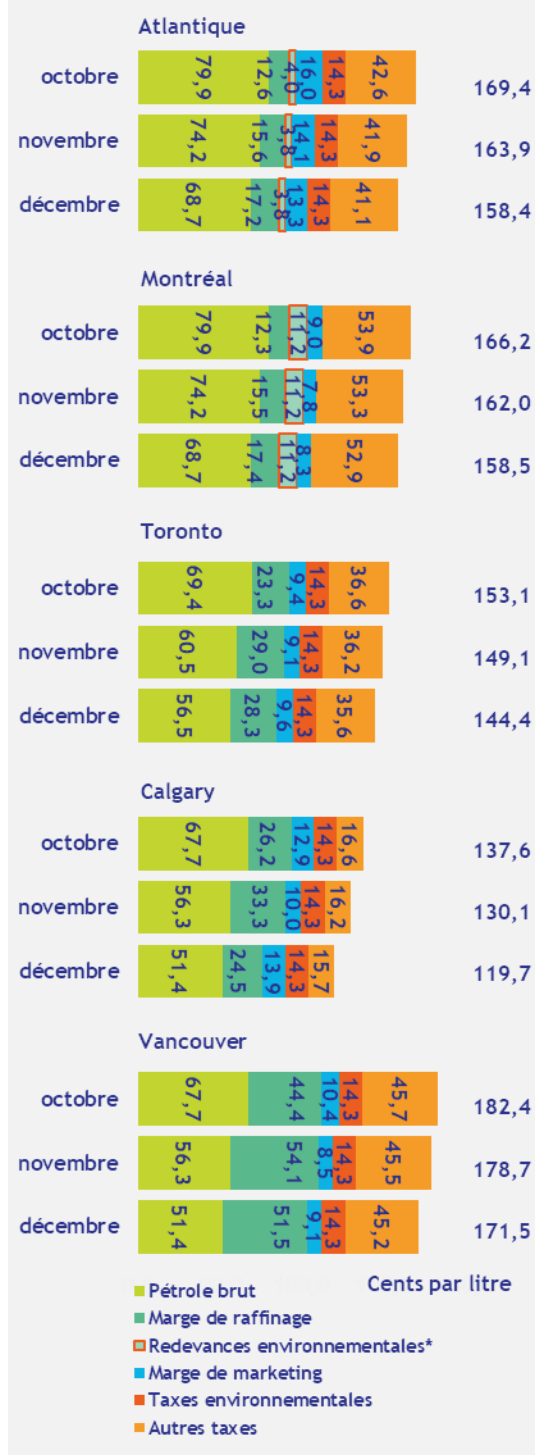 Atlantique
octobre 79,9 12,6 4,0 16,0 14,3 42,6 169,4
novembre 74,2 15,6 3,8 14,1 14,3 41,9 163,9
décembre 68,7 17,2 3,8 13,3 14,3 41,1 158,4
Montréal
octobre 79,9 12,3 11,2 9,0 53,9 166,2
novembre 74,2 15,5 11,2 7,8 53,3 162,0
décembre 68,7 17,4 11,2 8,3 52,9 158,5
Toronto
octobre 69,4 23,3 9,4 14,3 36,6 153,1
novembre 60,5 29,0 9,1 14,3 36,2 149,1
décembre 56,5 28,3 9,6 14,3 35,6 144,4
Calgary
octobre 67,7 26,2 12,9 14,3 16,6 137,6
novembre 56,3 33,3 10,0 14,3 16,2 130,1
décembre 51,4 24,5 13,9 14,3 15,7 119,7
Vancouver
octobre 67,7 44,4 10,4 14,3 45,7 182,4
novembre 56,3 54,1 8,5 14,3 45,5 178,7
décembre 51,4 51,5 9,1 14,3 45,2 171,5
Cents par litre
Pétrole brut
Marge de raffinage
Redevances environnementales*
Marge de marketing
Taxes environnementales
Autres taxes